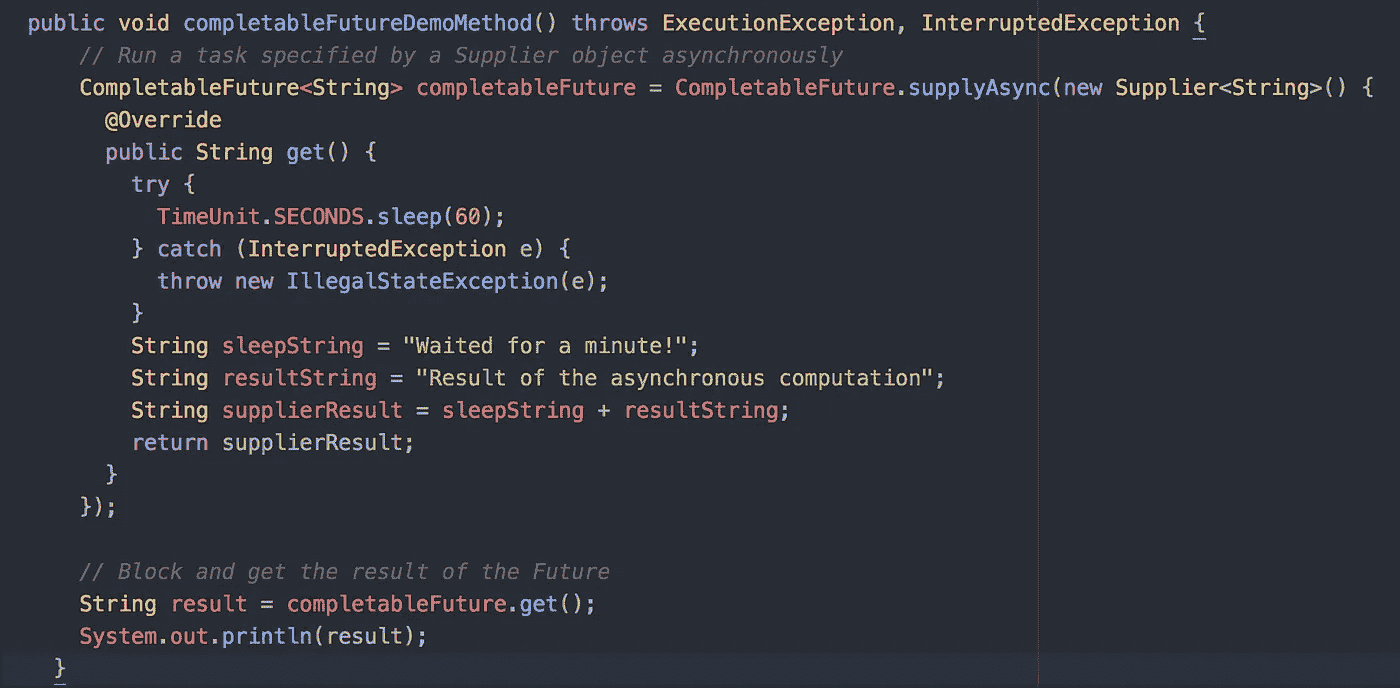 public void completableFutureDemoMethod() throws ExecutionException, InterruptedException {
// Run a task specified by a Supplier object asynchronously
CompletableFuture<String> completableFuture = CompletableFuture.supplyAsync(new Supplier<String>() {
@Override
public String get() {
try {
TimeUnit.SECONDS.sleep(60);
} catch (InterruptedException e) {
throw new IllegalStateException(e);
}
String sleepString = "Waited for a minute!";
String resultString = "Result of the asynchronous computation";
String supplierResult = sleepString + resultString;
return supplierResult;
}
});
// Block and get the result of the Future
String result = completableFuture.get();
System.out.println(result);
}